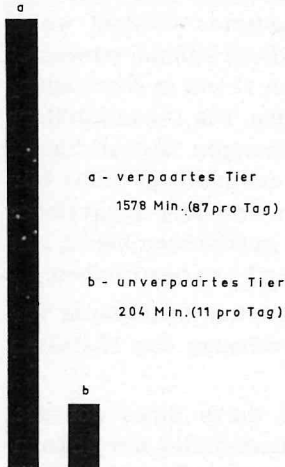 a
a - verpaartes Tier
1578 Min.(87 pro Tag)
b - unverpaartes Tier
204 Min.(11 pro Tag)
b